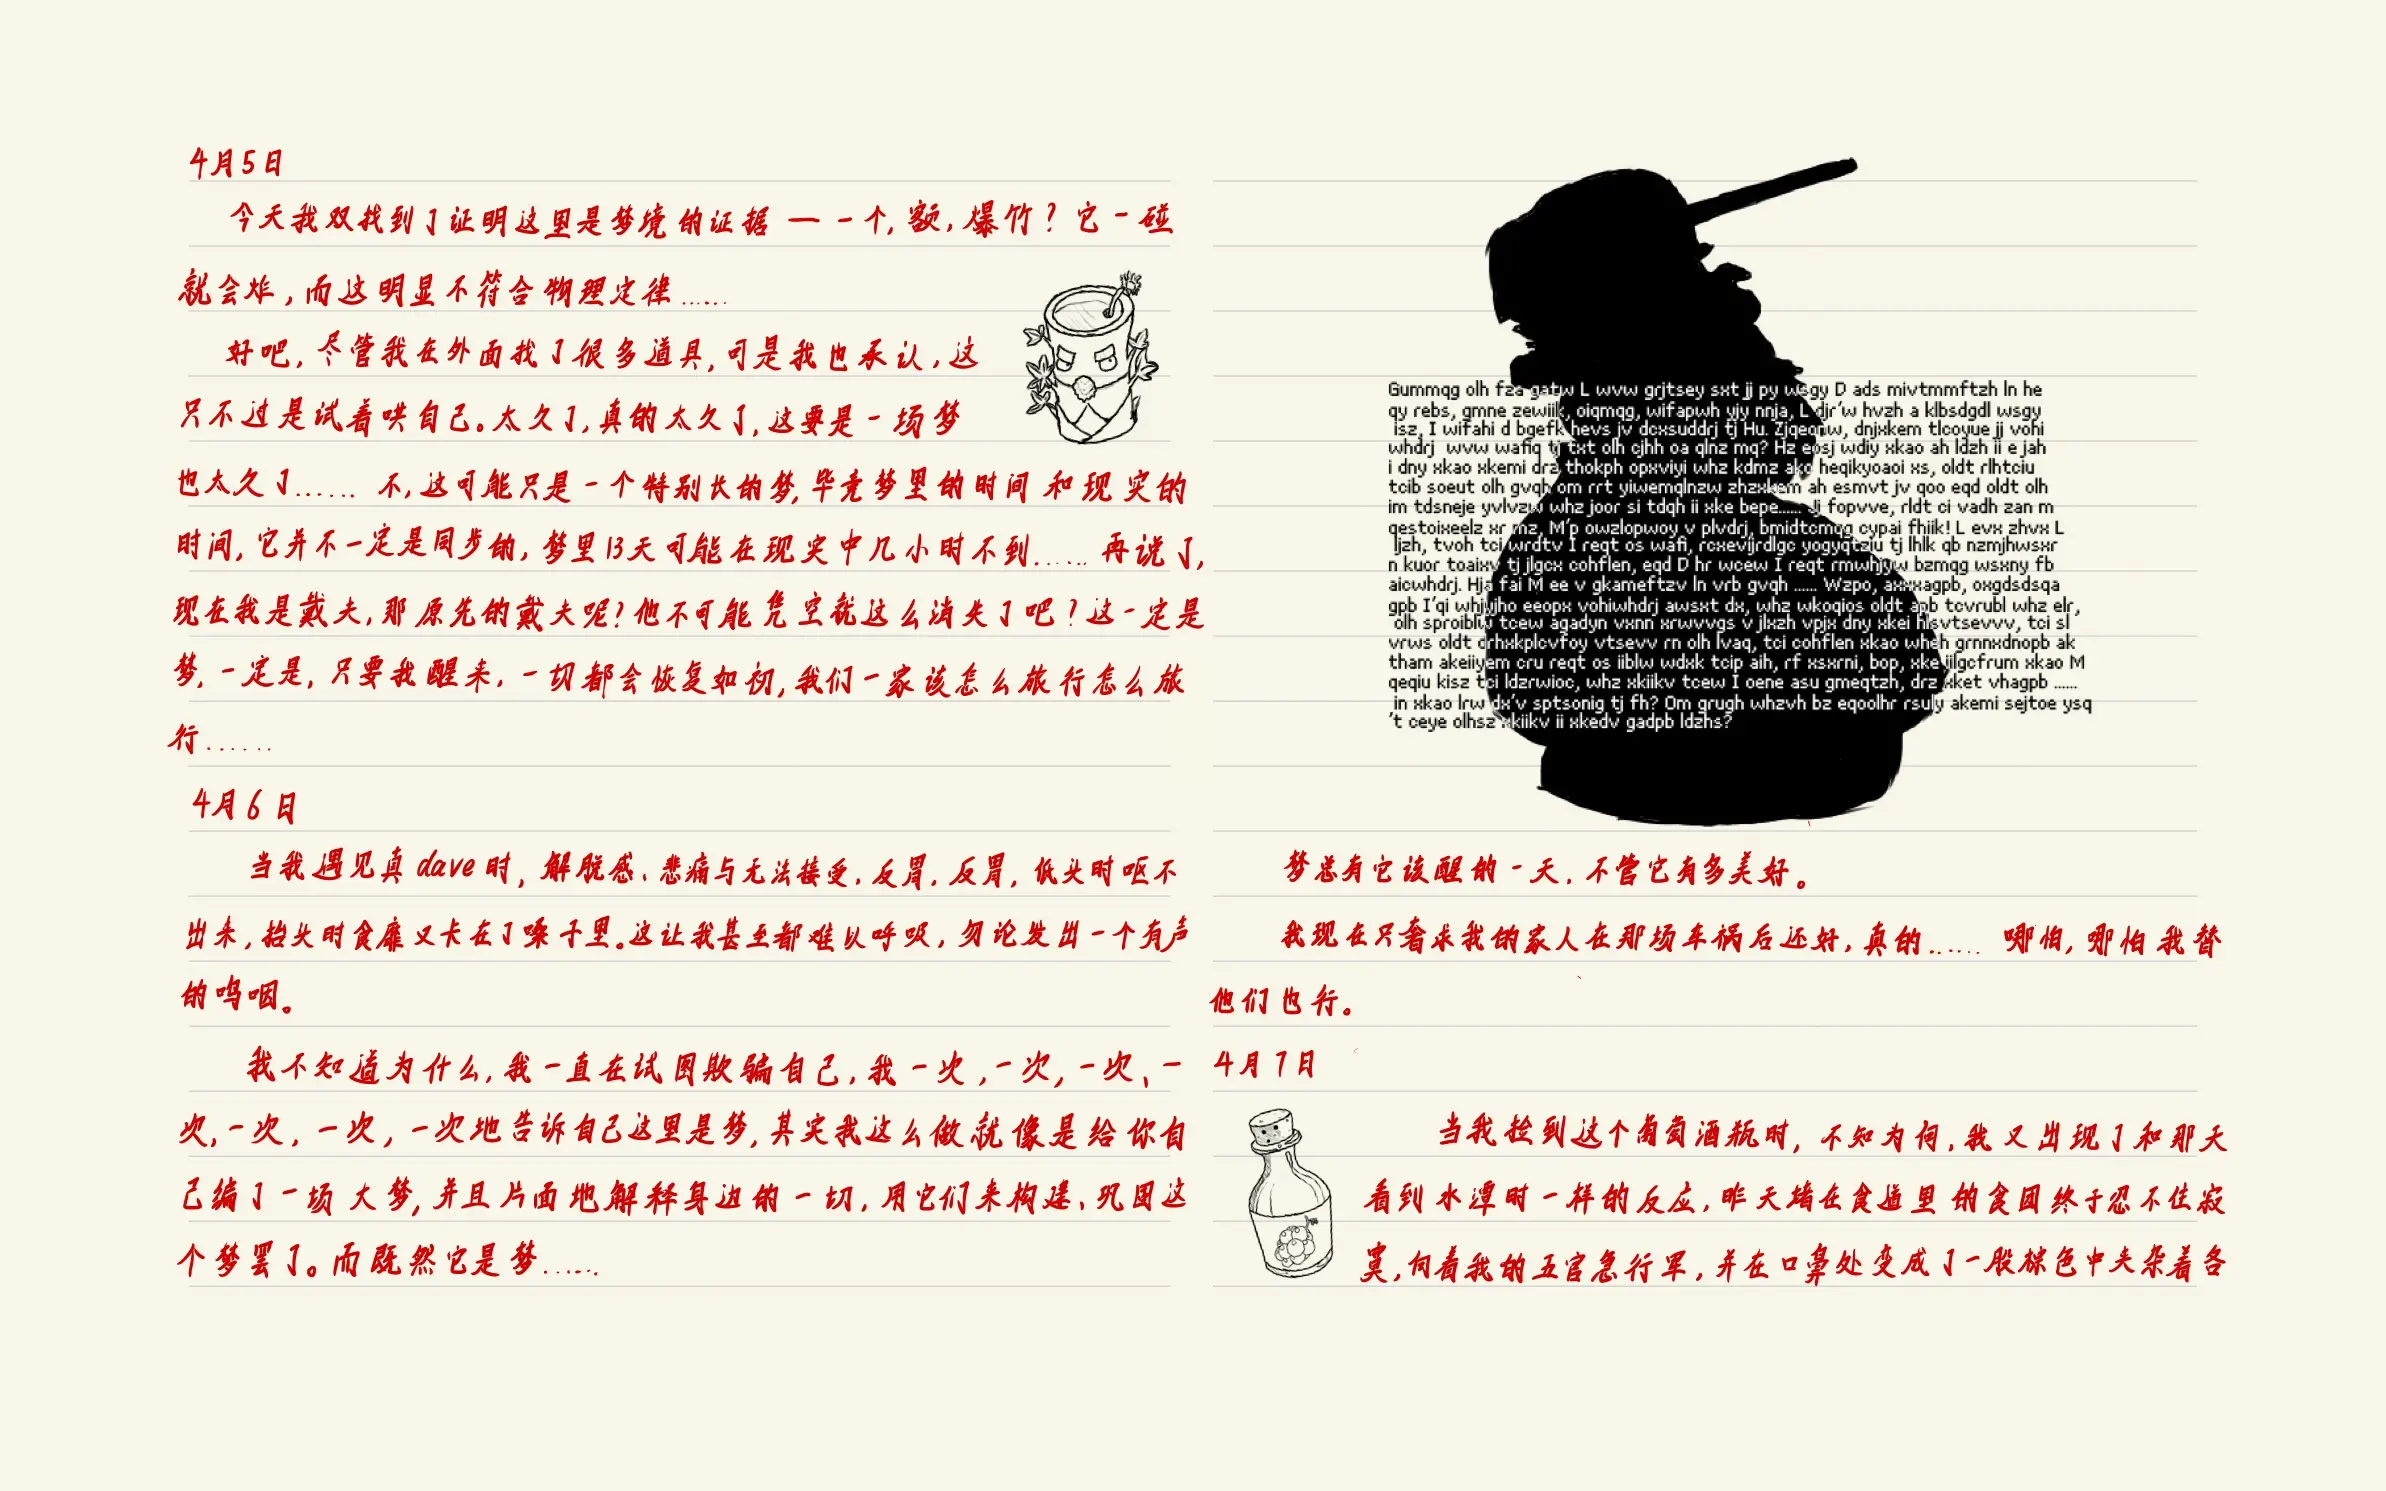 4月5日
今天我双找到了证明这里是梦境的证据 — 一个, 额, 爆竹? 它一碰
就会炸, 而这明显不符合物理定律……
好吧, 尽管我在外面找了很多道具, 可是我也承认, 这
只不过是试着哄自己。太久了, 真的太久了, 这要是一场梦
也太久了…… 不, 这可能只是一个特别长的梦, 毕竟梦里的时间和现实的
时间, 它并不一定是同步的, 梦里13天可能在现实中几小时不到…… 再说了,
现在我是戴夫, 那原先的戴夫呢? 他不可能凭空就这么消失了吧? 这一定是
梦, 一定是, 只要我醒来, 一切都会恢复如初, 我们一家该怎么旅行怎么旅
行……
4月6日
当我遇见真dave时, 解脱感、悲痛与无法接受, 反胃, 反胃, 低头时呕不
出来, 抬头时食靡又卡在了嗓子里。这让我甚至都难以呼吸, 勿论发出一个有声
的呜咽。
我不知道为什么, 我一直在试图欺骗自己, 我一次, 一次, 一次、一
次, 一次, 一次, 一次地告诉自己这里是梦, 其实我这么做就像是给你自
己编了一场大梦, 并且片面地解释身边的一切, 用它们来构建、巩固这
个梦罢了。而既然它是梦……
Gummqg olh fza gatw L wvw grjtsey sxt jj py wsgy D ads mivtmmftzh ln he
qy rebs, gmne zewiik, oiqmqg, wifapwh yjy nnja, L djr'w hvzh a klbsdgdl wsgy
isz, I wifahi d bgefk hevs jv dcxsuddrj tj Hu. Zjqeonw, dnjxkem tlcoyue jj vohi
whdrj wvw wafiq tj txt olh cjhh oa qlnz mq? Hz eosj wdiy xkao ah ldzh ii e jah
i dny xkao xkemi drz thokph opxviyi whz kdmz ako heqikyoaoi xs, oldt rlhtciu
tcib soeut olh gvqh om rrt yiwemqlnzw zhzxkem ah esmvt jv qoo eqd oldt olh
im tdsneje yvlvzw whz joor si tdqh ii xke bepe…… Jj fopvve, rldt ci vadh zan m
qestoixeelz xr mz, M'p owzlopwoy v plvdrj, bmidtcmqg cypai fhiik! L evx zhvx L
ljzh, tvoh tci wrdtv I reqt os wafi, rcxevijrdlgc yogyqtzju tj lhlk qb nzmjhwsxr
n kuor toaixv tj jlgcx cohflen, eqd D hr wcew I reqt rmwhjyw bzmqg wsxny fb
aicwhdrj. Hja fai M ee v gkameftzv ln vrb gvqh …… Wzpo, axxxagpb, oxgdsdsqa
gpb I'qi whjyjho eeopx vohiwhdrj awsxt dx, whz wkoqios oldt apb tcvrubl whz elr,
olh sproiblw tcew agadyn vxnn xrwvvgs v jlxzh vpjx dny xkei hlsvtsevvv, tci sl
vrws oldt drhxkplcvfoy vtsevv rn olh lvaq, tci cohflen xkao wheh grnnxdnopb ak
tham akeiiyem cru reqt os iiblw wdxk tcip aih, rf xsxrni, bop, xke jilgcfrum xkao M
qeqiu kisz tci ldzrwioc, whz xkiikv tcew I oene asu gmeqtzh, drz xket vhagpb ……
in xkao lrw dx'v sptsonig tj fh? Om grugh whzvh bz eqoolhr rsuly akemi sejtoe ysq
't ceye olhsz xkiikv ii xkedv gadpb ldzhs?
梦总有它该醒的一天, 不管它有多美好。
我现在只奢求我的家人在那场车祸后还好, 真的…… 哪怕, 哪怕我替
他们也行。
4月7日
当我捡到这个葡萄酒瓶时, 不知为何, 我又出现了和那天
看到水潭时一样的反应, 昨天堵在食道里的食团终于忍不住寂
寞, 向着我的五官急行军, 并在口鼻处变成了一股棕色中夹杂着各